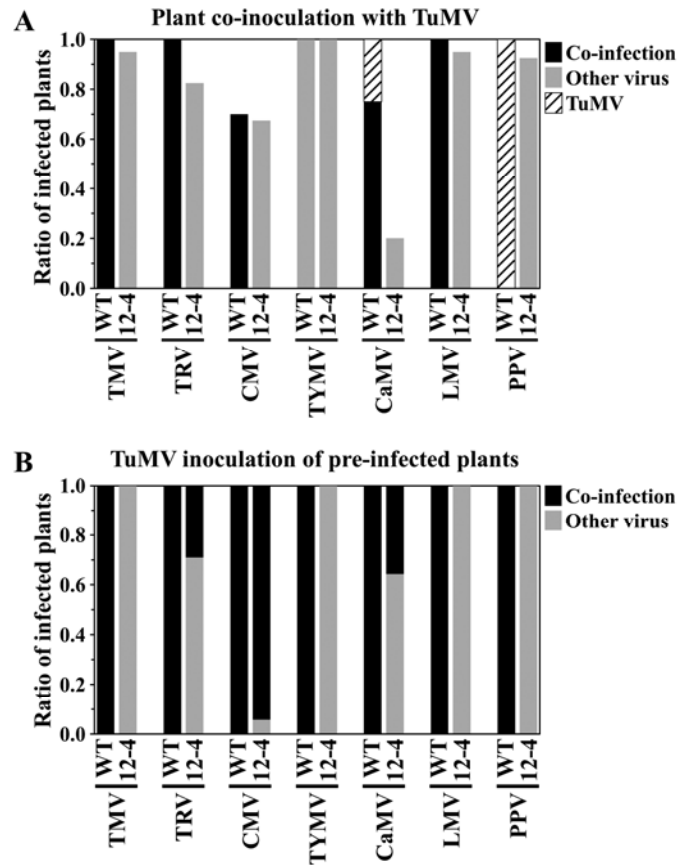 A
Plant co-inoculation with TuMV
Ratio of infected plants
1.0
0.8
0.6
0.4
0.2
0.0
Co-infection
Other virus
TuMV
WT 12-4 WT 12-4 WT 12-4 WT 12-4 WT 12-4 WT 12-4 WT 12-4
TMV TRV CMV TYMV CaMV LMV PPV
B
TuMV inoculation of pre-infected plants
Ratio of infected plants
1.0
0.8
0.6
0.4
0.2
0.0
Co-infection
Other virus
WT 12-4 WT 12-4 WT 12-4 WT 12-4 WT 12-4 WT 12-4 WT 12-4
TMV TRV CMV TYMV CaMV LMV PPV